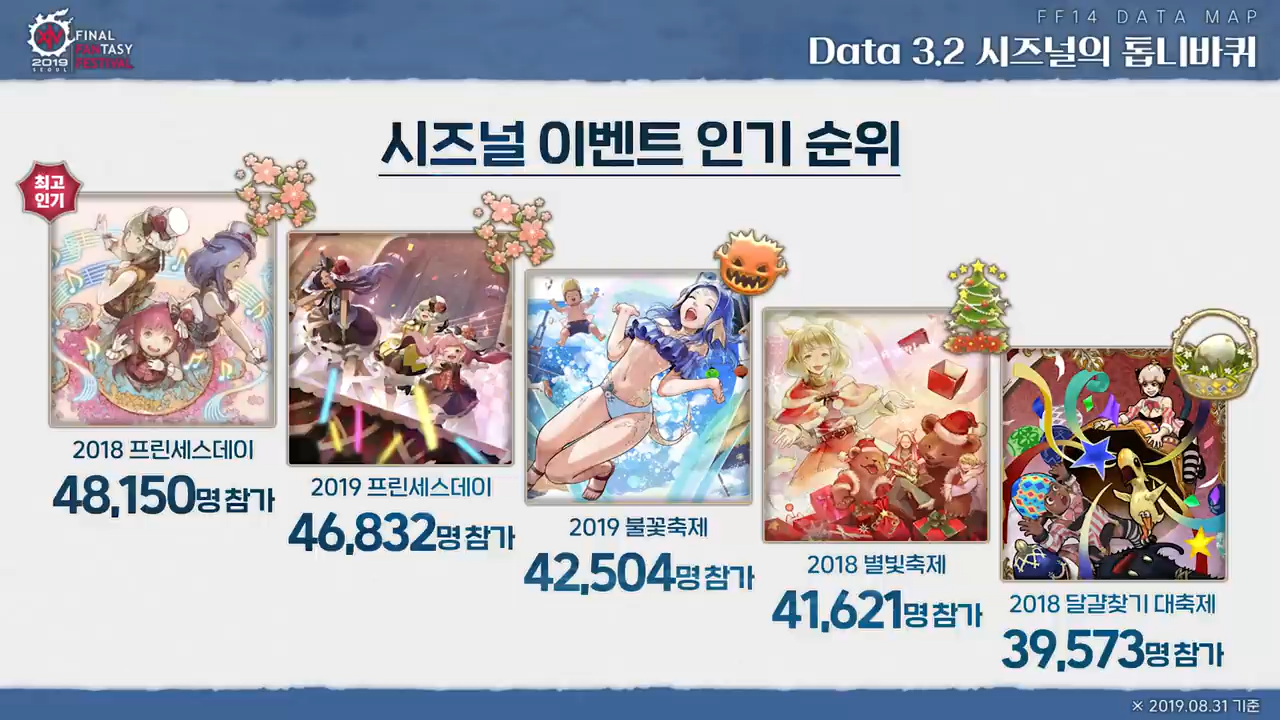 XIV
FINAL
FANTASY
FESTIVAL
2019
SEOUL
FF14 DATA MAP
Data 3.2 시즈널의 톱니바퀴
시즈널 이벤트 인기 순위
최고
인기
2018 프린세스데이
48,150명 참가
2019 프린세스데이
46,832명 참가
2019 불꽃축제
42,504명 참가
2018 별빛축제
41,621명 참가
2018 달걀찾기 대축제
39,573명 참가
※ 2019.08.31 기준